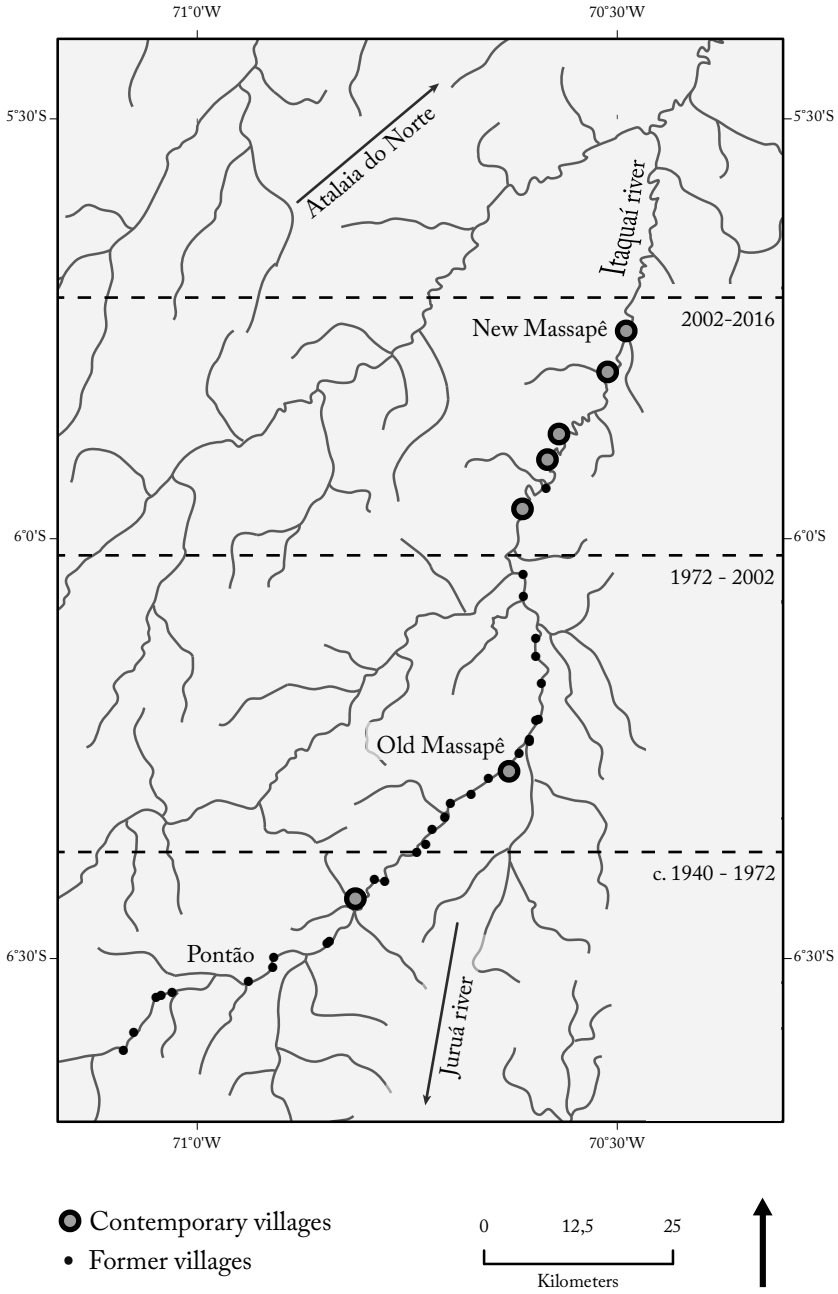 71°0'W
70°30'W
5°30'S
5°30'S
Atalaia do Norte
Itaquaí river
2002-2016
New Massapê
6°0'S
6°0'S
1972 - 2002
Old Massapê
c. 1940 - 1972
Pontão
6°30'S
6°30'S
Juruá river
71°0'W
70°30'W
Contemporary villages
Former villages
0
12,5
25
Kilometers